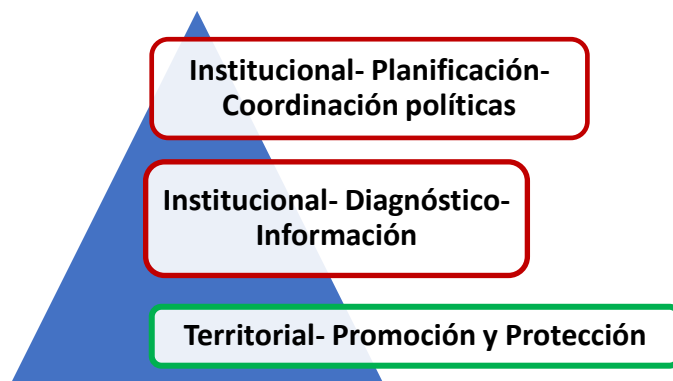 Institucional- Planificación-
Coordinación políticas
Institucional- Diagnóstico-
Información
Territorial- Promoción y Protección